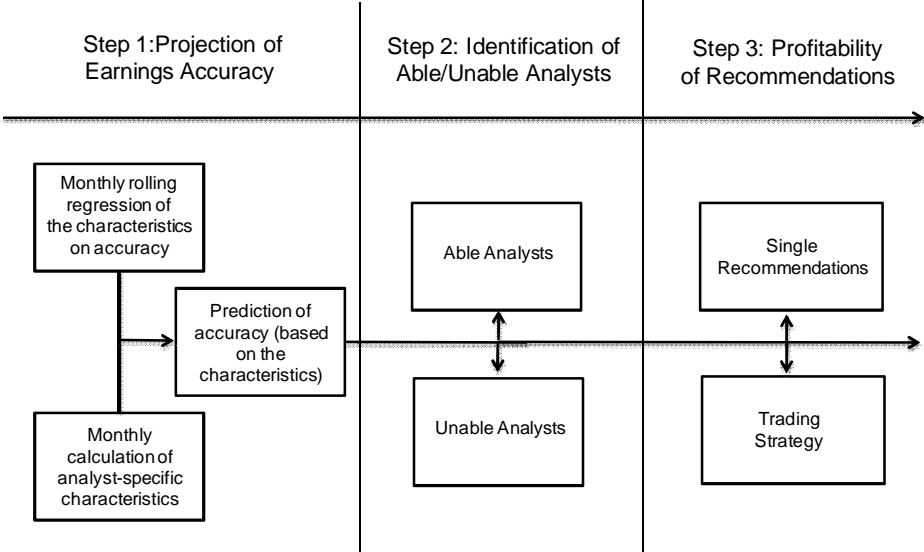 Step 1:Projection of
Earnings Accuracy
Step 2: Identification of
Able/Unable Analysts
Step 3: Profitability
of Recommendations
Monthly rolling
regression of
the characteristics
on accuracy
Prediction of
accuracy (based
on the
characteristics)
Monthly
calculation of
analyst-specific
characteristics
Able Analysts
Unable Analysts
Single
Recommendations
Trading
Strategy